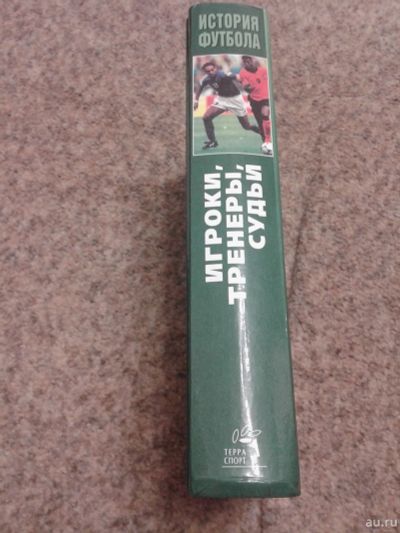 ИСТОРИЯ
ФУТБОЛА
ИГРОКИ,
ТРЕНЕРЫ,
СУДЬИ
ТЕРРА
СПОРТ
au.ru